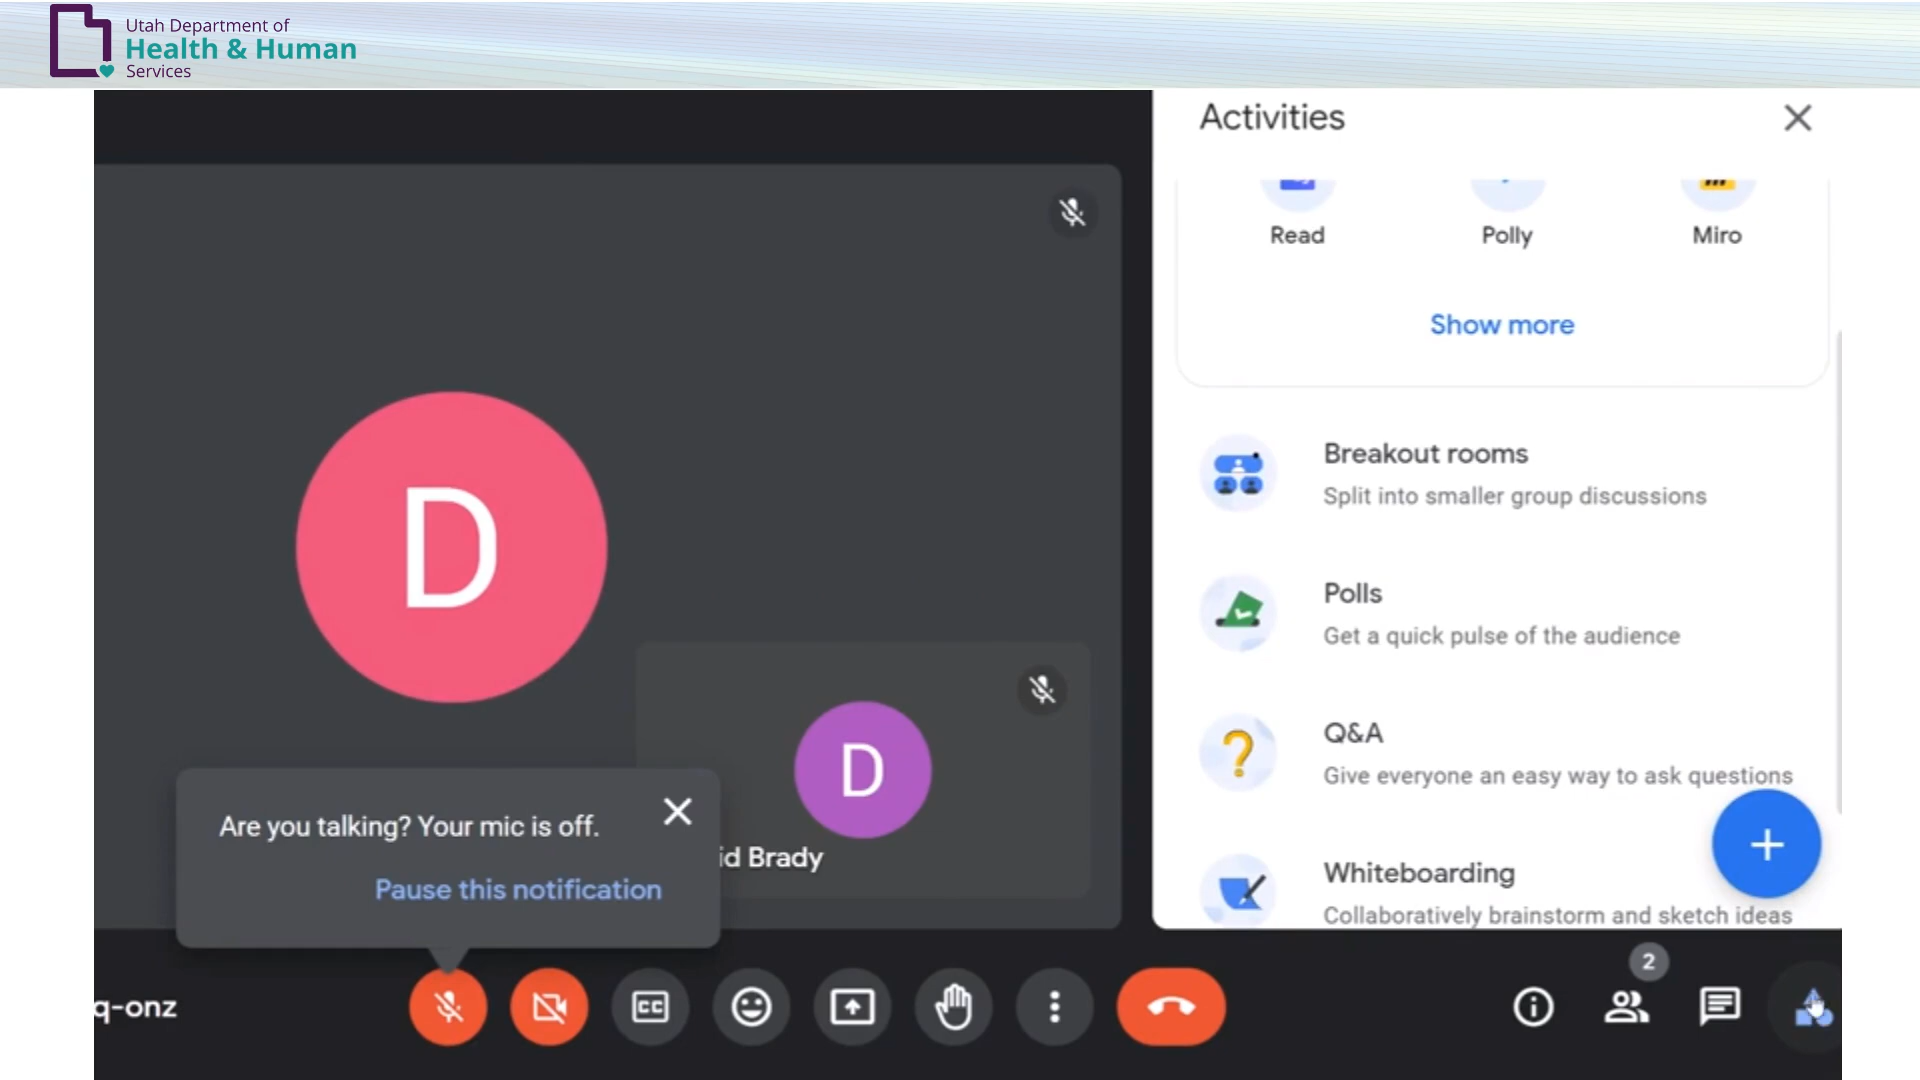 Utah Department of
Health & Human
Services
Activities
Read
Polly
Miro
Show more
Breakout rooms
Split into smaller group discussions
Polls
Get a quick pulse of the audience
Q&A
Give everyone an easy way to ask questions
Whiteboarding
Collaboratively brainstorm and sketch ideas
D
D
id Brady
Are you talking? Your mic is off.
Pause this notification
q-onz
CC
2